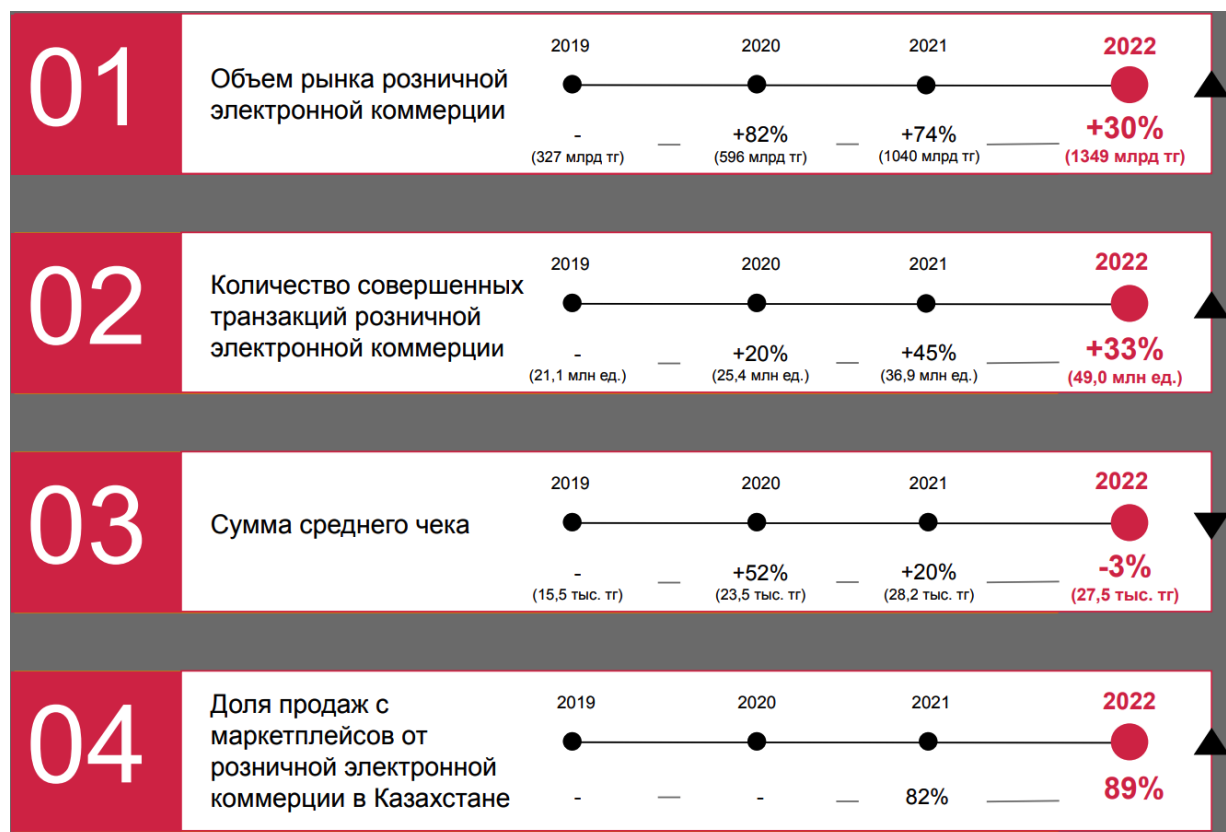 01
Объем рынка розничной
электронной коммерции
2019 2020 2021 2022
- +82% +74% +30%
(327 млрд тг) (596 млрд тг) (1040 млрд тг) (1349 млрд тг)
02
Количество совершенных
транзакций розничной
электронной коммерции
2019 2020 2021 2022
- +20% +45% +33%
(21,1 млн ед.) (25,4 млн ед.) (36,9 млн ед.) (49,0 млн ед.)
03
Сумма среднего чека
2019 2020 2021 2022
- +52% +20% -3%
(15,5 тыс. тг) (23,5 тыс. тг) (28,2 тыс. тг) (27,5 тыс. тг)
04
Доля продаж с
маркетплейсов от
розничной электронной
коммерции в Казахстане
2019 2020 2021 2022
- - 82% 89%